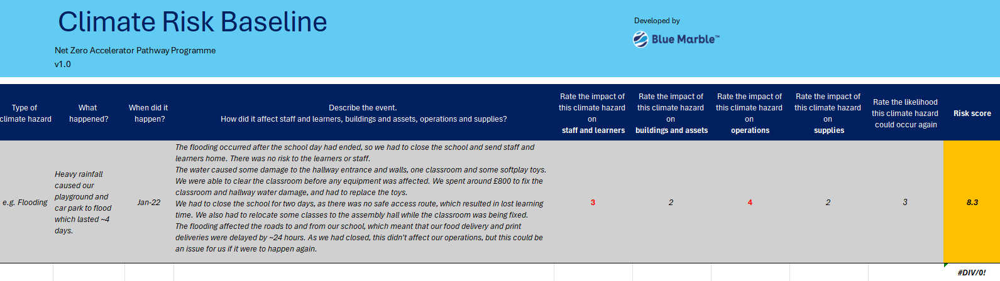 Climate Risk Baseline
Developed by
Blue Marble™
Net Zero Accelerator Pathway Programme
v1.0
Type of
climate hazard
What
happened?
When did it
happen?
Describe the event.
How did it affect staff and learners, buildings and assets, operations and supplies?
Rate the impact of
this climate hazard
on
staff and learners
Rate the impact of
this climate hazard
on
buildings and assets
Rate the impact of
this climate hazard
on
operations
Rate the impact of
this climate hazard
on
supplies
Rate the likelihood
this climate hazard
could occur again
Risk score
e.g. Flooding
Heavy rainfall
caused our
playground and
car park to flood
which lasted ~4
days.
Jan-22
The flooding occurred after the school day had ended, so we had to close the school and send staff and
learners home. There was no risk to the learners or staff.
The water caused some damage to the hallway entrance and walls, one classroom and some softplay toys.
We were able to clear the classroom before any equipment was affected. We spent around £800 to fix the
classroom and hallway water damage, and had to replace the toys.
We had to close the school for two days, as there was no safe access route, which resulted in lost learning
time. We also had to relocate some classes to the assembly hall while the classroom was being fixed.
The flooding affected the roads to and from our school, which meant that our food delivery and print
deliveries were delayed by ~24 hours. As we had closed, this didn't affect our operations, but this could be
an issue for us if it were to happen again.
3
2
4
2
3
8.3
#DIV/0!